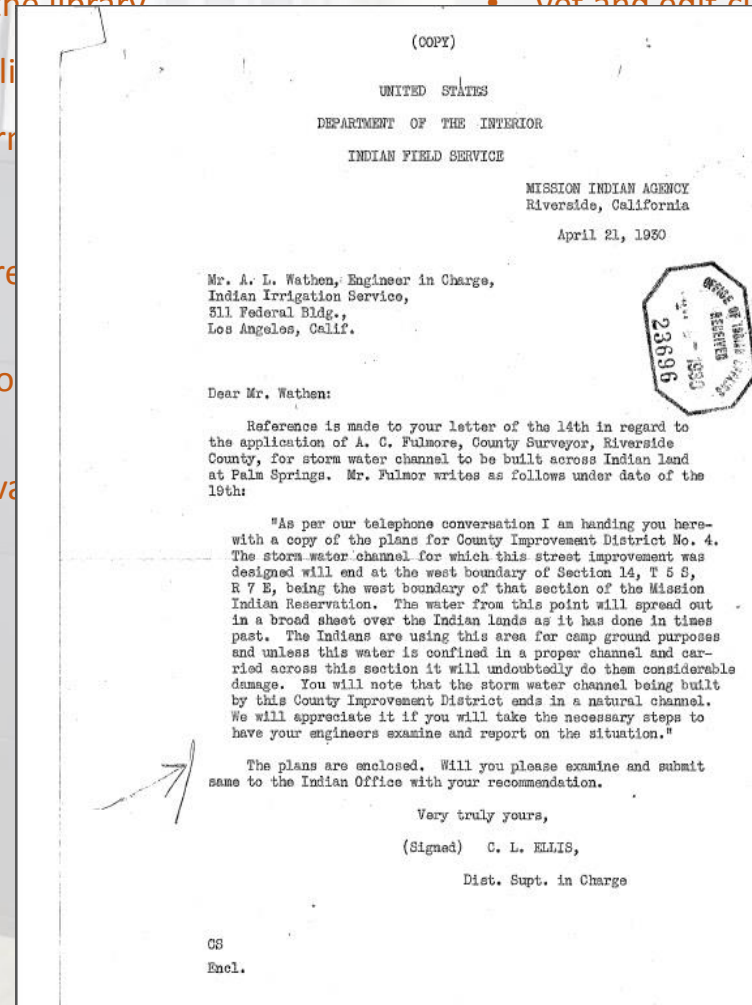 the library
(COPY)
UNITED STATES
DEPARTMENT OF THE INTERIOR
INDIAN FIELD SERVICE
MISSION INDIAN AGENCY
Riverside, California
April 21, 1930
Mr. A. L. Wathen, Engineer in Charge,
Indian Irrigation Service,
311 Federal Bldg.,
Los Angeles, Calif.
OFFICE OF INDIAN AFFAIRS
RECEIVED
1930
23696
Dear Mr. Wathen:
Reference is made to your letter of the 14th in regard to
the application of A. C. Fulmore, County Surveyor, Riverside
County, for storm water channel to be built across Indian land
at Palm Springs. Mr. Fulmor writes as follows under date of the
19th:
"As per our telephone conversation I am handing you here-
with a copy of the plans for County Improvement District No. 4.
The storm water channel for which this street improvement was
designed will end at the west boundary of Section 14, T 5 S,
R 7 E, being the west boundary of that section of the Mission
Indian Reservation. The water from this point will spread out
in a broad sheet over the Indian lands as it has done in times
past. The Indians are using this area for camp ground purposes
and unless this water is confined in a proper channel and car-
ried across this section it will undoubtedly do them considerable
damage. You will note that the storm water channel being built
by this County Improvement District ends in a natural channel.
We will appreciate it if you will take the necessary steps to
have your engineers examine and report on the situation."
The plans are enclosed. Will you please examine and submit
same to the Indian Office with your recommendation.
Very truly yours,
(Signed) C. L. ELLIS,
Dist. Supt. in Charge
CS
Encl.